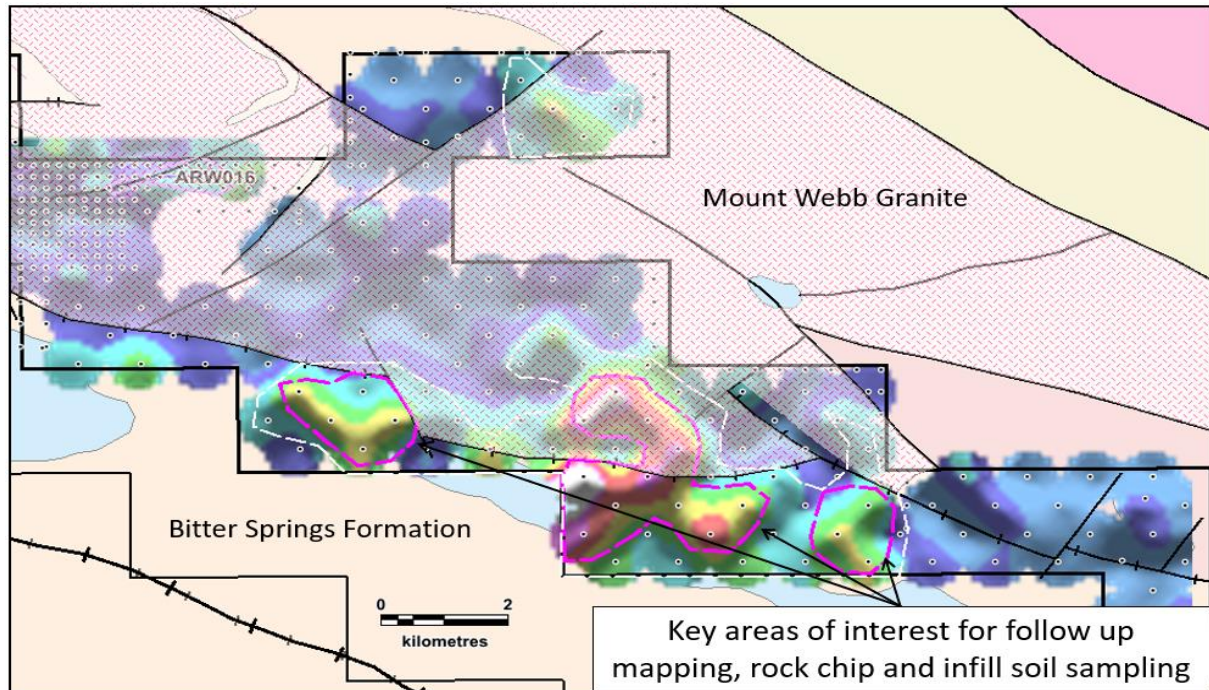 ARW016
Mount Webb Granite
Bitter Springs Formation
0 2
kilometres
Key areas of interest for follow up
mapping, rock chip and infill soil sampling